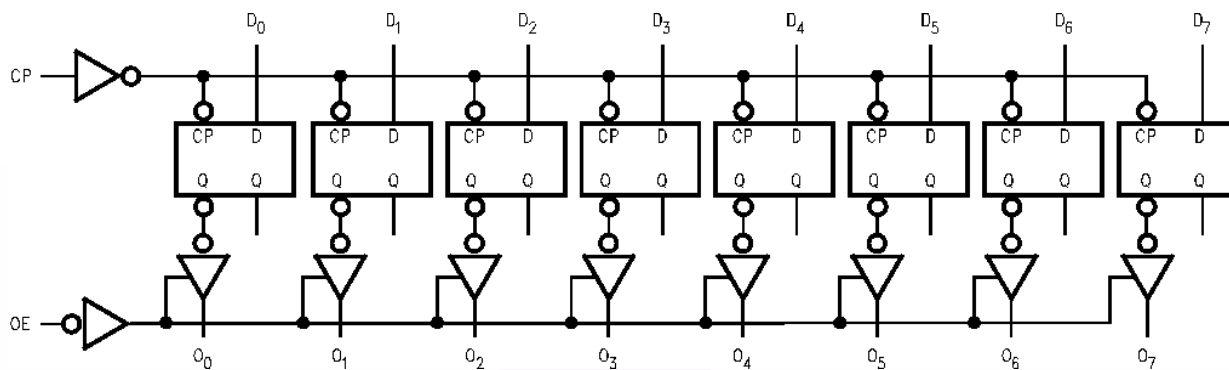 D0 D1 D2 D3 D4 D5 D6 D7
CP
CP D CP D CP D CP D CP D CP D CP D CP D
Q Q Q Q Q Q Q Q Q Q Q Q Q Q Q Q
OE
O0 O1 O2 O3 O4 O5 O6 O7